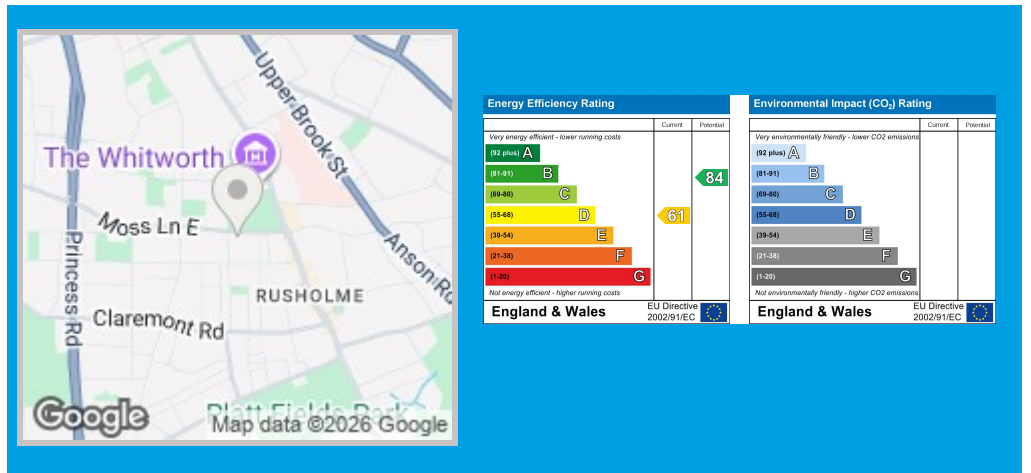 Upper Brook St
The Whitworth
Moss Ln E
Princess Rd
Anson Rd
RUSHOLME
Claremont Rd
Platt Fields Park
Google
Map data ©2026 Google
Energy Efficiency Rating
Current Potential
Very energy efficient - lower running costs
(92 plus) A
(81-91) B
84
(69-80) C
(55-68) D
61
(39-54) E
(21-38) F
(1-20) G
Not energy efficient - higher running costs
England & Wales
EU Directive
2002/91/EC
Environmental Impact (CO₂) Rating
Current Potential
Very environmentally friendly - lower CO2 emissions
(92 plus) A
(81-91) B
(69-80) C
(55-68) D
(39-54) E
(21-38) F
(1-20) G
Not environmentally friendly - higher CO2 emissions
England & Wales
EU Directive
2002/91/EC